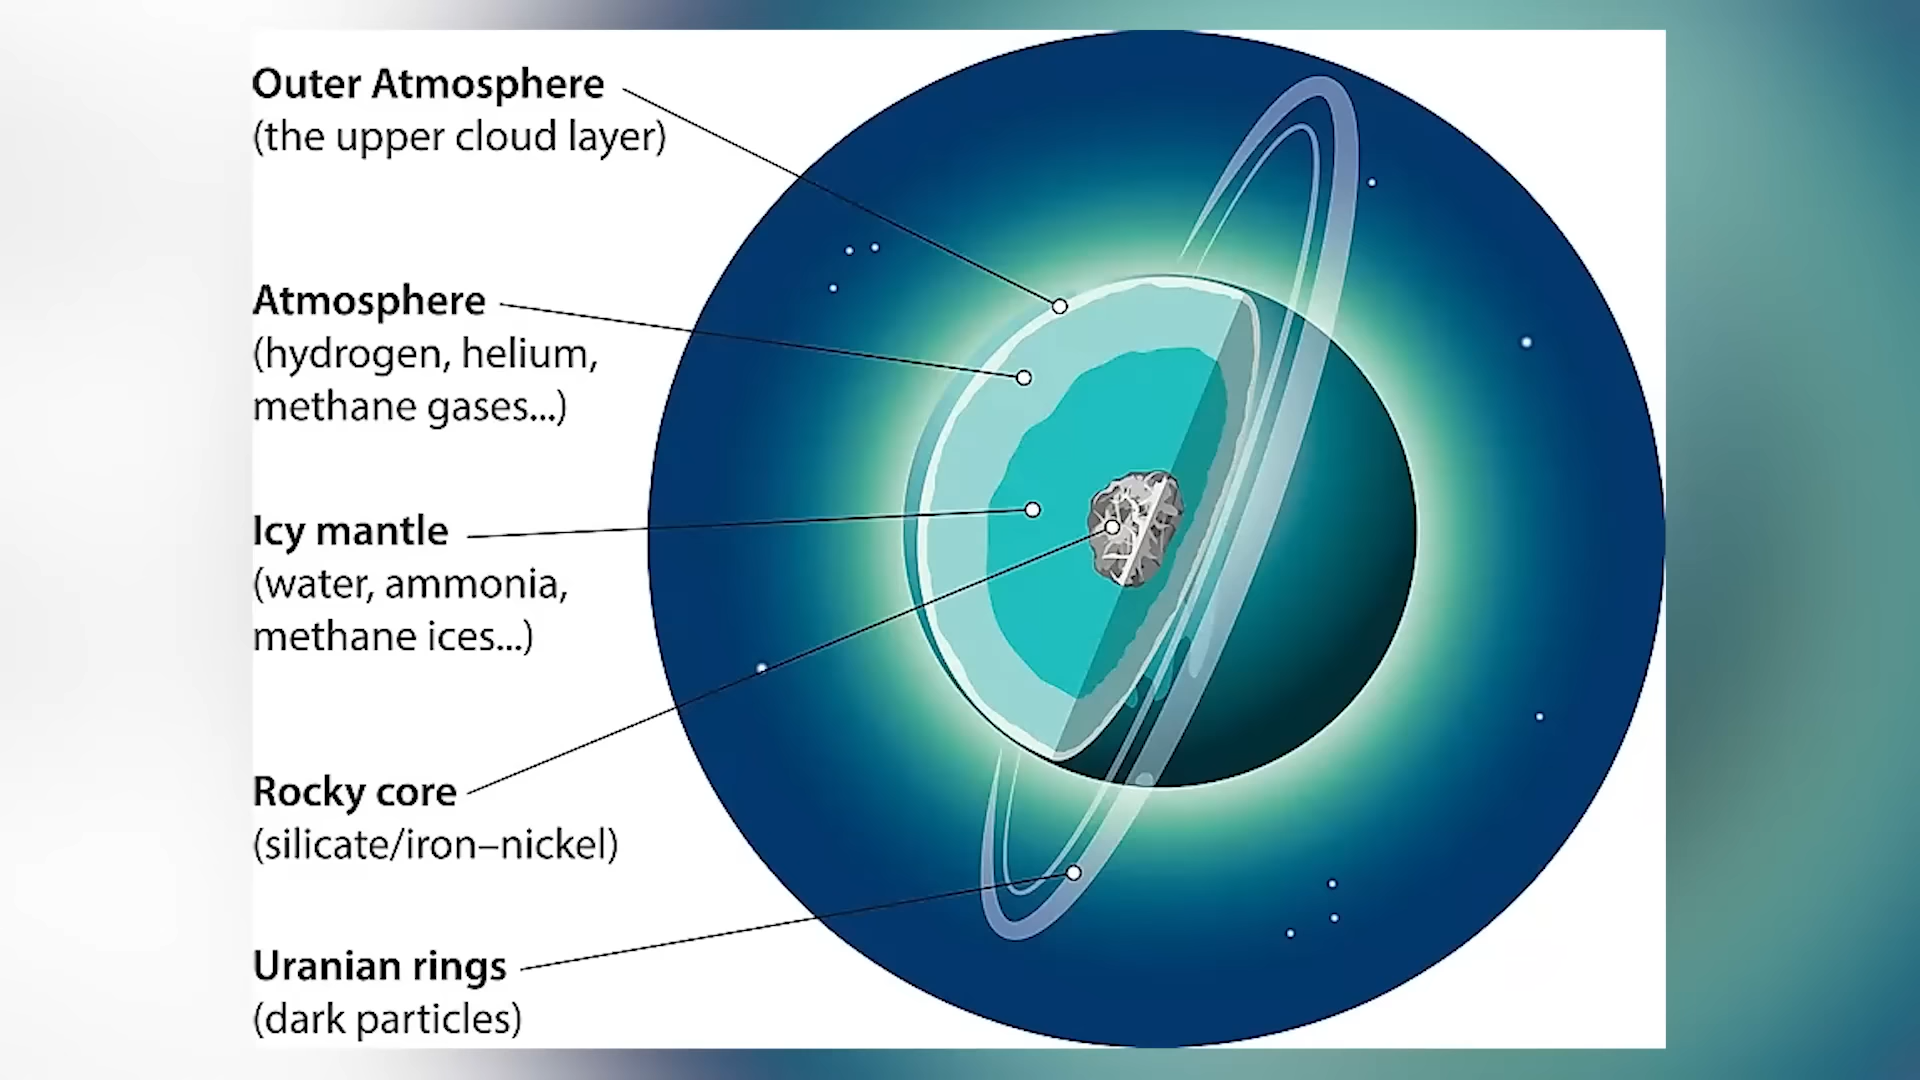 Outer Atmosphere
(the upper cloud layer)
Atmosphere
(hydrogen, helium,
methane gases...)
Icy mantle
(water, ammonia,
methane ices...)
Rocky core
(silicate/iron–nickel)
Uranian rings
(dark particles)